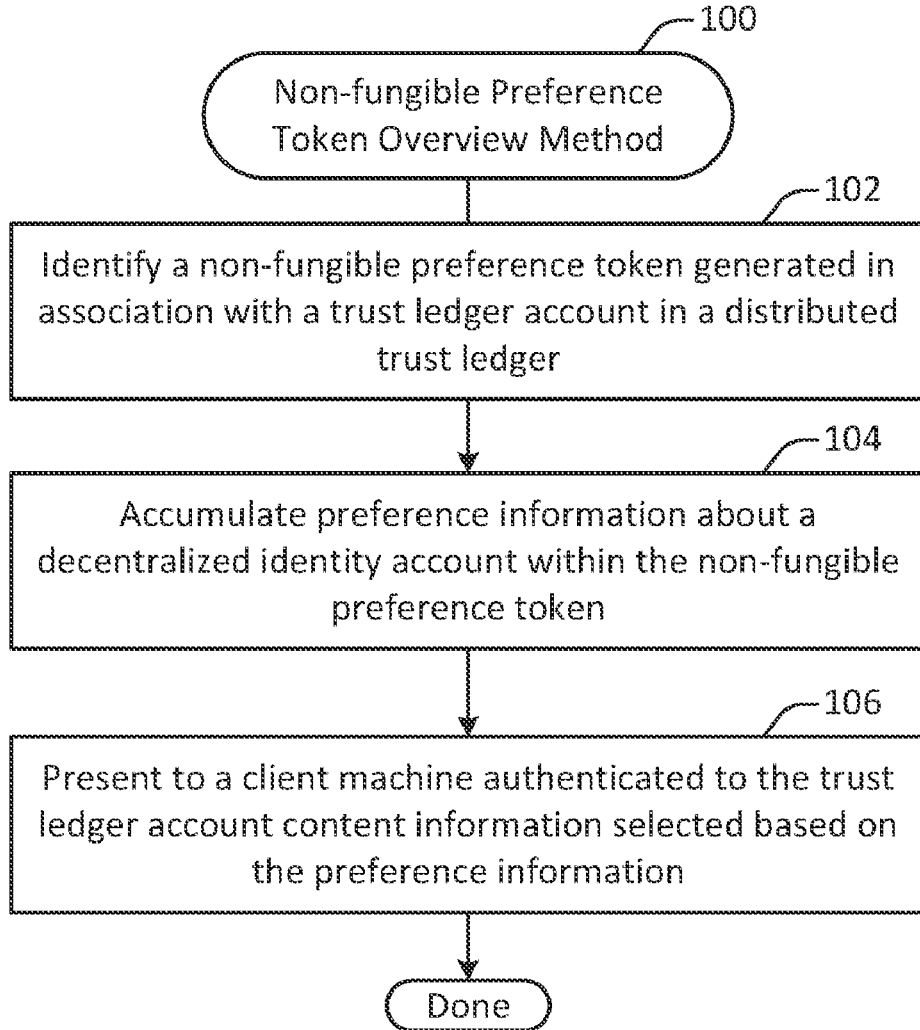 100
Non-fungible Preference
Token Overview Method
102
Identify a non-fungible preference token generated in
association with a trust ledger account in a distributed
trust ledger
104
Accumulate preference information about a
decentralized identity account within the non-fungible
preference token
106
Present to a client machine authenticated to the trust
ledger account content information selected based on
the preference information
Done